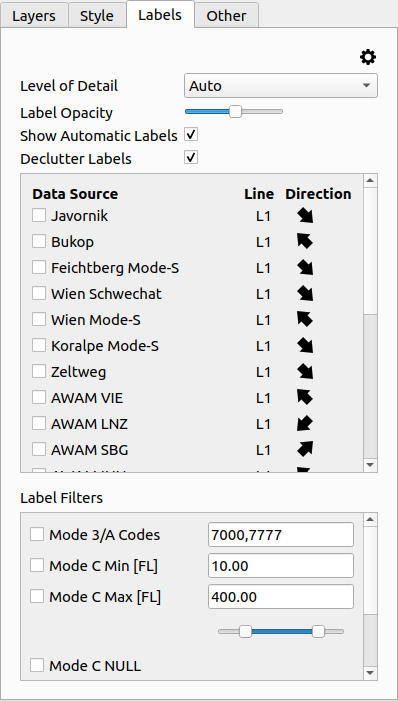 Layers Style Labels Other
Level of Detail Auto
Label Opacity
Show Automatic Labels
Declutter Labels
Data Source Line Direction
Javornik L1
Bukop L1
Feichtberg Mode-S L1
Wien Schwechat L1
Wien Mode-S L1
Koralpe Mode-S L1
Zeltweg L1
AWAM VIE L1
AWAM LNZ L1
AWAM SBG L1
Label Filters
Mode 3/A Codes 7000,7777
Mode C Min [FL] 10.00
Mode C Max [FL] 400.00
Mode C NULL